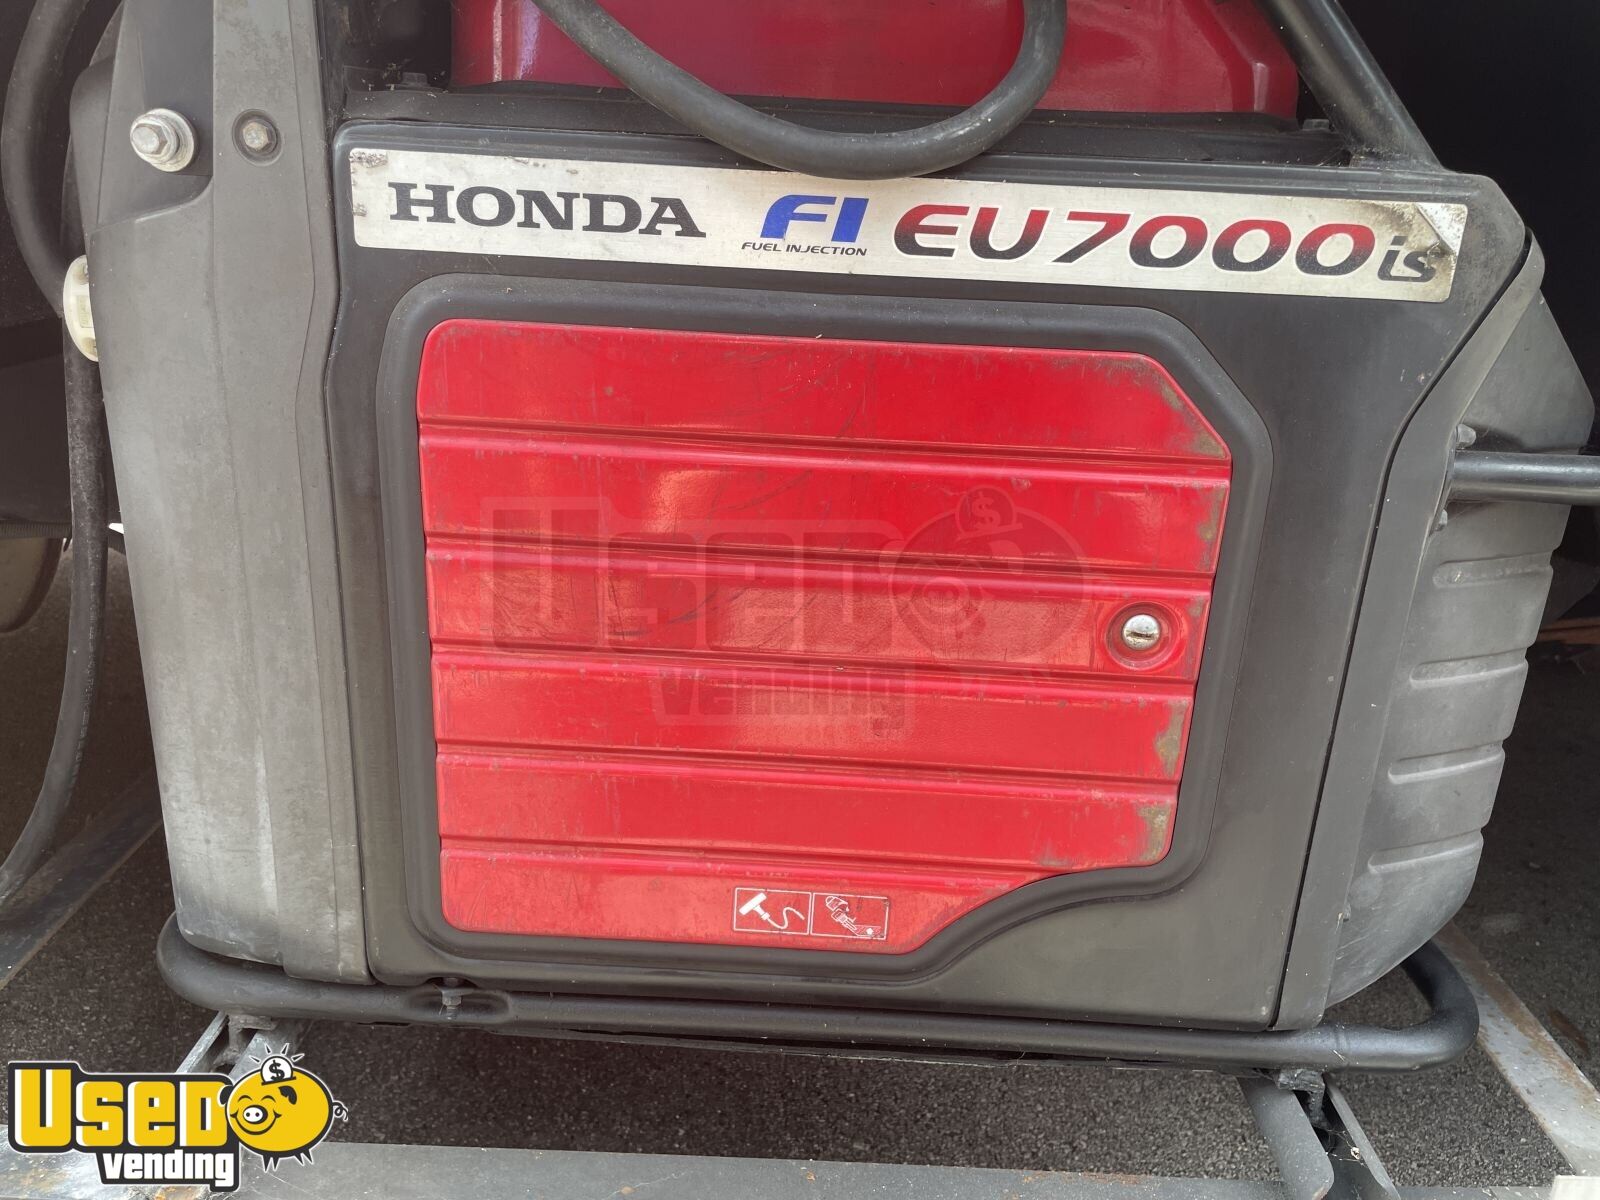 HONDA FI EU7000is
FUEL INJECTION
USED $
vending
USED $
vending